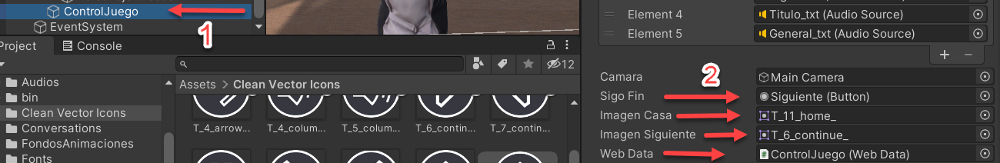 ControlJuego
1
EventSystem
Project
Console
12
Audios
bin
Clean Vector Icons
Conversations
FondosAnimaciones
Fonts
Assets > Clean Vector Icons
T_4_arrow...
T_4_colum...
T_5_colum...
T_6_contin...
T_7_contin...
Element 4
Titulo_txt (Audio Source)
Element 5
General_txt (Audio Source)
+ −
2
Camara
Main Camera
Sigo Fin
Siguiente (Button)
Imagen Casa
T_11_home_
Imagen Siguiente
T_6_continue_
Web Data
ControlJuego (Web Data)